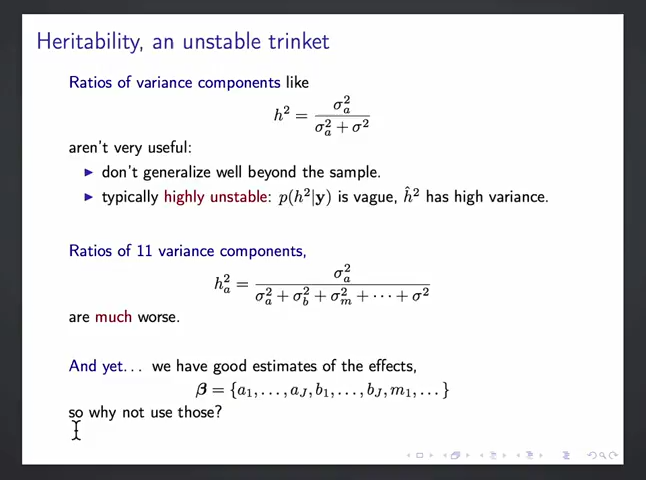 Heritability, an unstable trinket
Ratios of variance components like
h² = σ²ₐ / (σ²ₐ + σ²)
aren't very useful:
▶ don't generalize well beyond the sample.
▶ typically highly unstable: p(h²|y) is vague, ĥ² has high variance.
Ratios of 11 variance components,
h²ₐ = σ²ₐ / (σ²ₐ + σ²_b + σ²ₘ + ⋯ + σ²)
are much worse.
And yet... we have good estimates of the effects,
β = {a₁, . . . , a_J, b₁, . . . , b_J, m₁, . . . }
so why not use those?